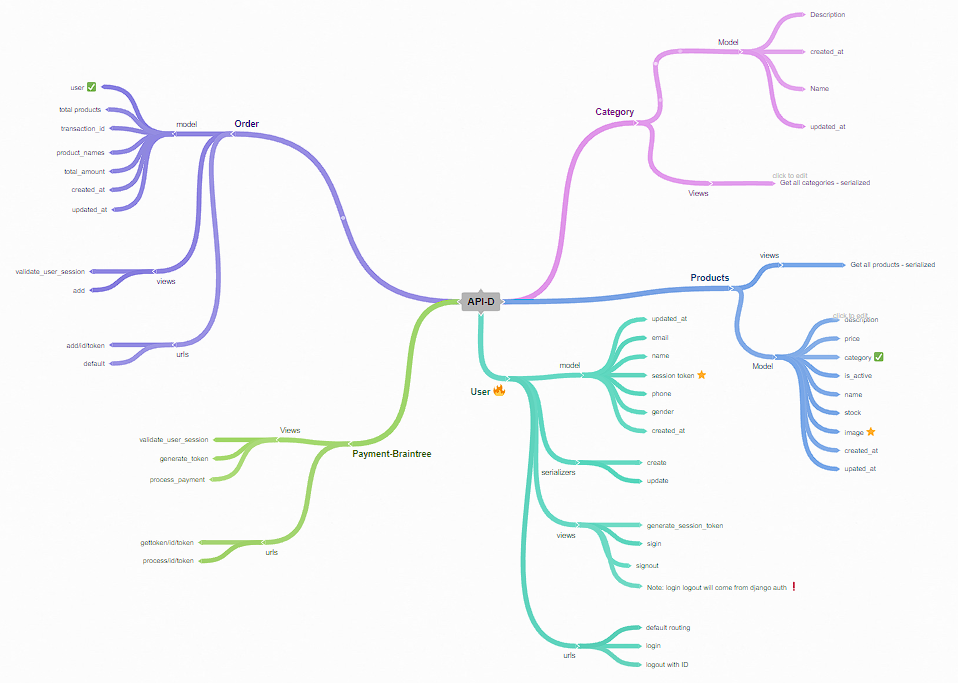 API-D
Order
model
user ✅
total products
transaction_id
product_names
total_amount
created_at
updated_at
views
validate_user_session
add
urls
add/id/token
default
Payment-Braintree
Views
validate_user_session
generate_token
process_payment
urls
gettoken/id/token
process/id/token
Category
Model
Description
created_at
Name
updated_at
Views
click to edit
Get all categories - serialized
Products
views
Get all products - serialized
Model
click to edit
description
price
category ✅
is_active
name
stock
image ⭐
created_at
upated_at
User 🔥
model
updated_at
email
name
session token ⭐
phone
gender
created_at
serializers
create
update
views
generate_session_token
sigin
signout
Note: login logout will come from django auth. ❗
urls
default routing
login
logout with ID